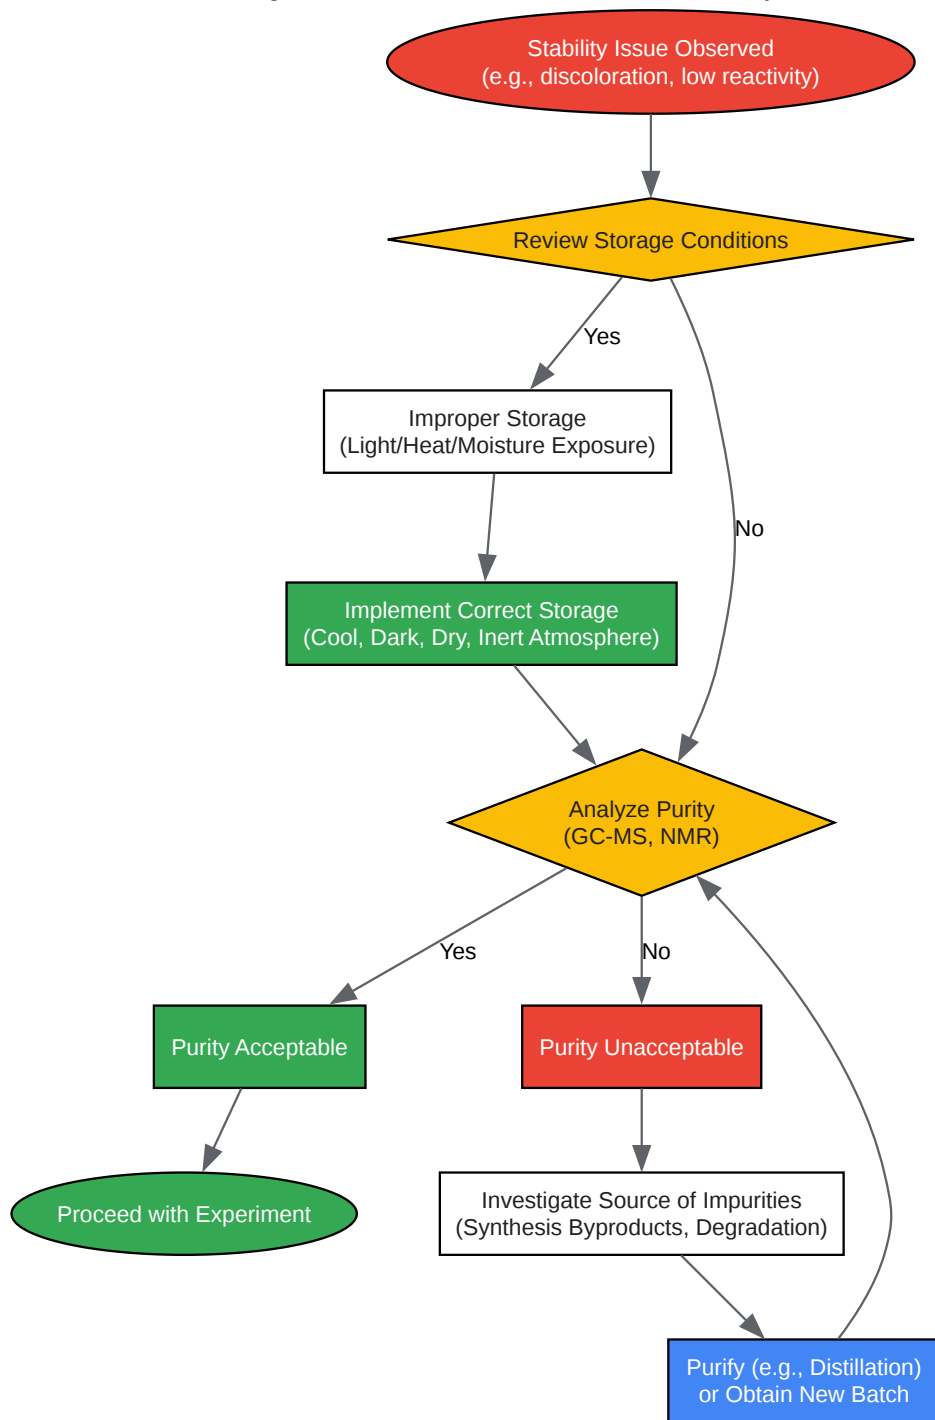 Stability Issue Observed
(e.g., discoloration, low reactivity)
Review Storage Conditions
Yes
Improper Storage
(Light/Heat/Moisture Exposure)
No
Implement Correct Storage
(Cool, Dark, Dry, Inert Atmosphere)
Analyze Purity
(GC-MS, NMR)
Yes
No
Purity Acceptable
Purity Unacceptable
Proceed with Experiment
Investigate Source of Impurities
(Synthesis Byproducts, Degradation)
Purify (e.g., Distillation)
or Obtain New Batch